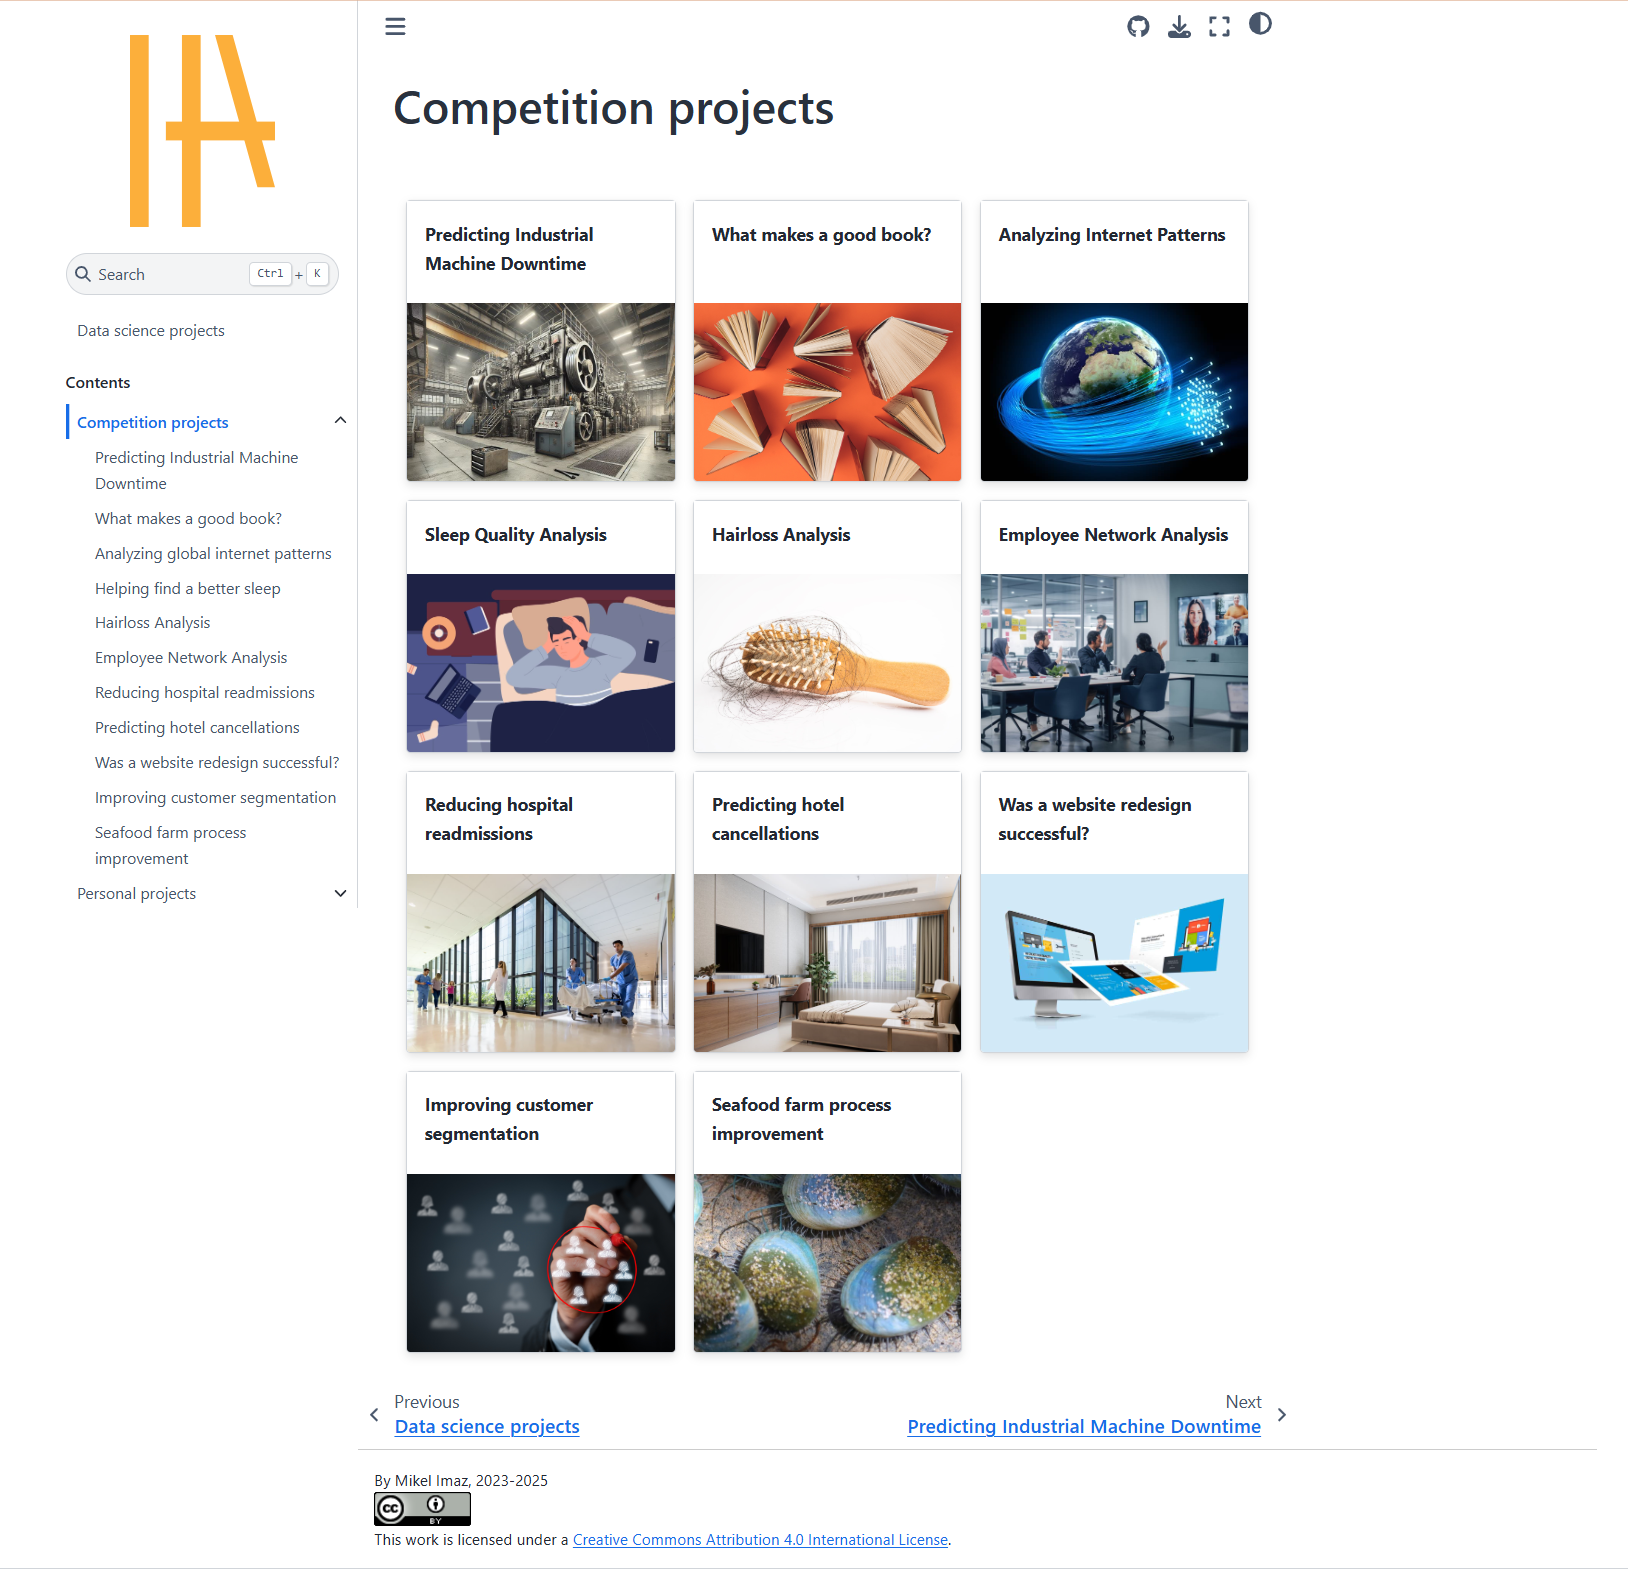 Search
Ctrl + K
Data science projects
Contents
Competition projects
Predicting Industrial Machine
Downtime
What makes a good book?
Analyzing global internet patterns
Helping find a better sleep
Hairloss Analysis
Employee Network Analysis
Reducing hospital readmissions
Predicting hotel cancellations
Was a website redesign successful?
Improving customer segmentation
Seafood farm process
improvement
Personal projects
Competition projects
Predicting Industrial
Machine Downtime
What makes a good book?
Analyzing Internet Patterns
Sleep Quality Analysis
Hairloss Analysis
Employee Network Analysis
Reducing hospital
readmissions
Predicting hotel
cancellations
Was a website redesign
successful?
Improving customer
segmentation
Seafood farm process
improvement
Previous
Data science projects
Next
Predicting Industrial Machine Downtime
By Mikel Imaz, 2023-2025
cc
BY
This work is licensed under a Creative Commons Attribution 4.0 International License.